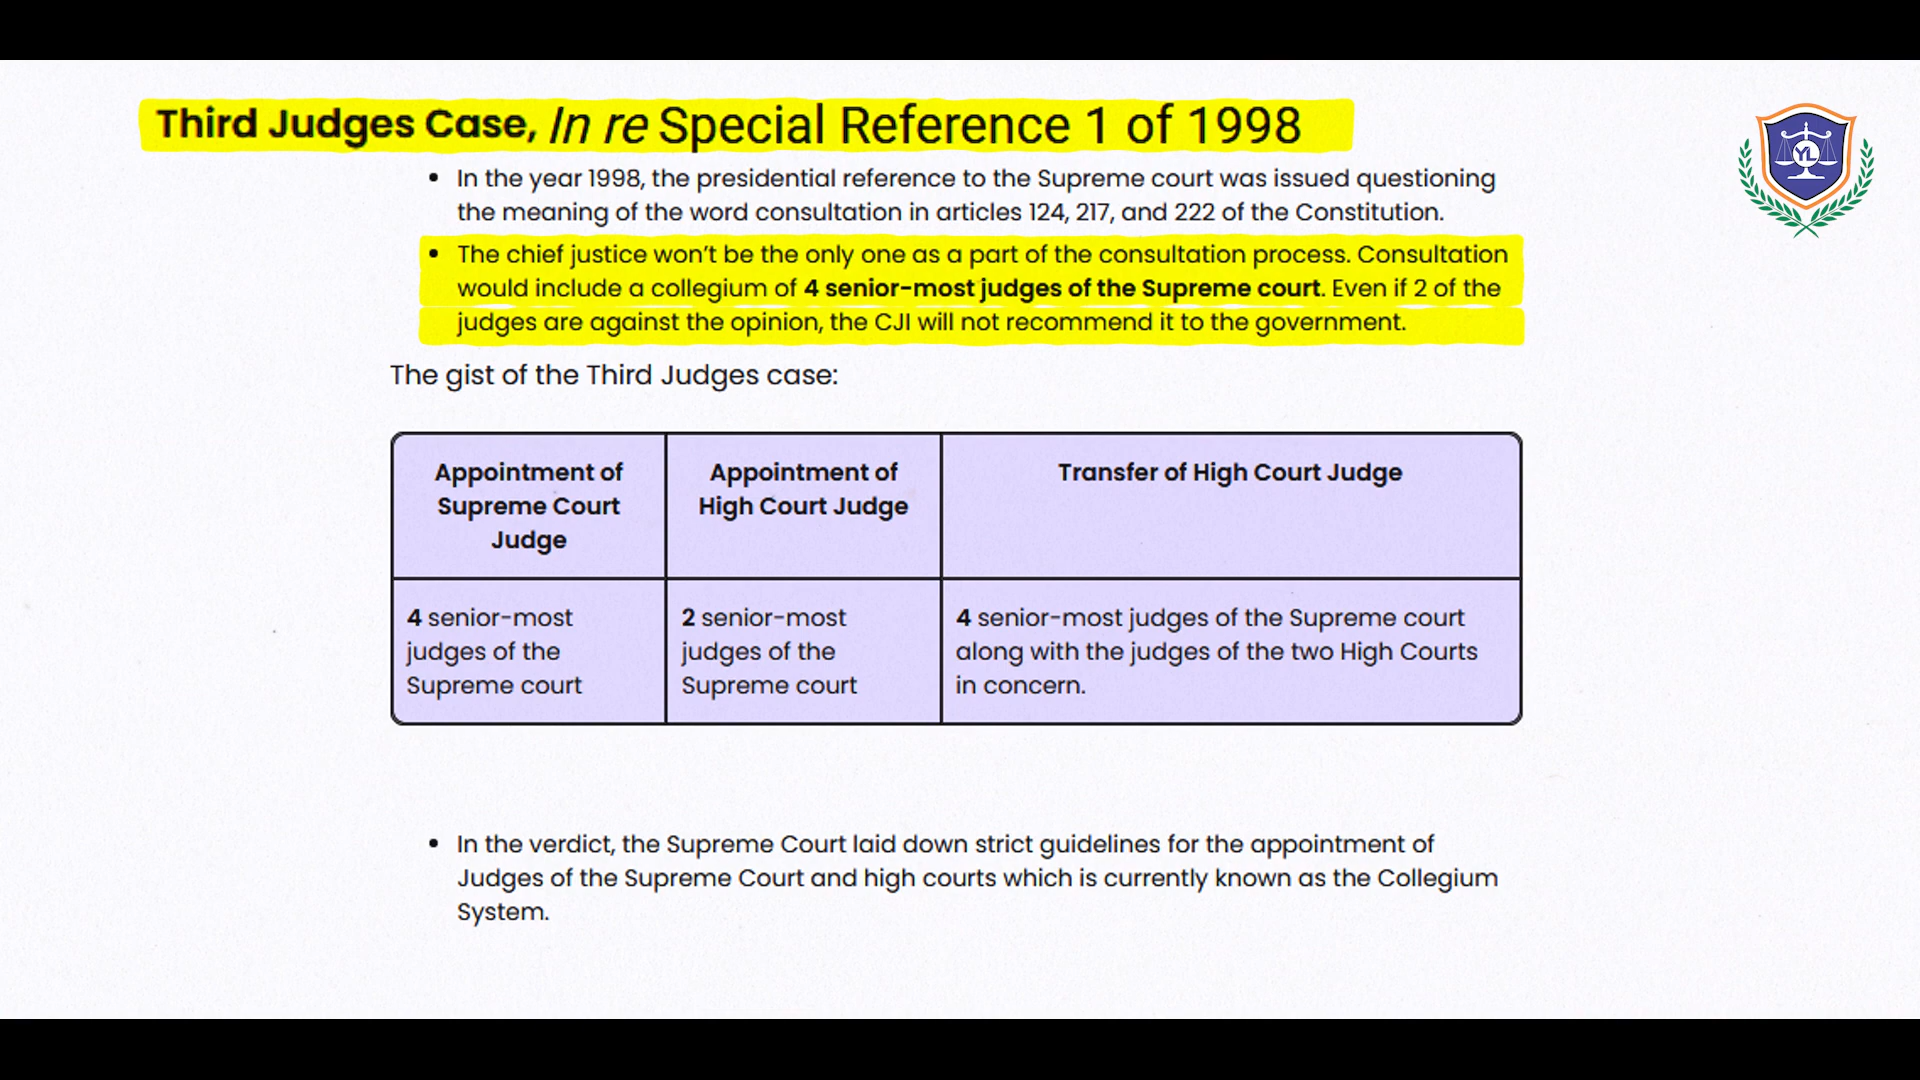 Third Judges Case, In re Special Reference 1 of 1998
• In the year 1998, the presidential reference to the Supreme court was issued questioning
the meaning of the word consultation in articles 124, 217, and 222 of the Constitution.
• The chief justice won’t be the only one as a part of the consultation process. Consultation
would include a collegium of 4 senior-most judges of the Supreme court. Even if 2 of the
judges are against the opinion, the CJI will not recommend it to the government.
The gist of the Third Judges case:
Appointment of
Supreme Court
Judge
Appointment of
High Court Judge
Transfer of High Court Judge
4 senior-most
judges of the
Supreme court
2 senior-most
judges of the
Supreme court
4 senior-most judges of the Supreme court
along with the judges of the two High Courts
in concern.
• In the verdict, the Supreme Court laid down strict guidelines for the appointment of
Judges of the Supreme Court and high courts which is currently known as the Collegium
System.
YL